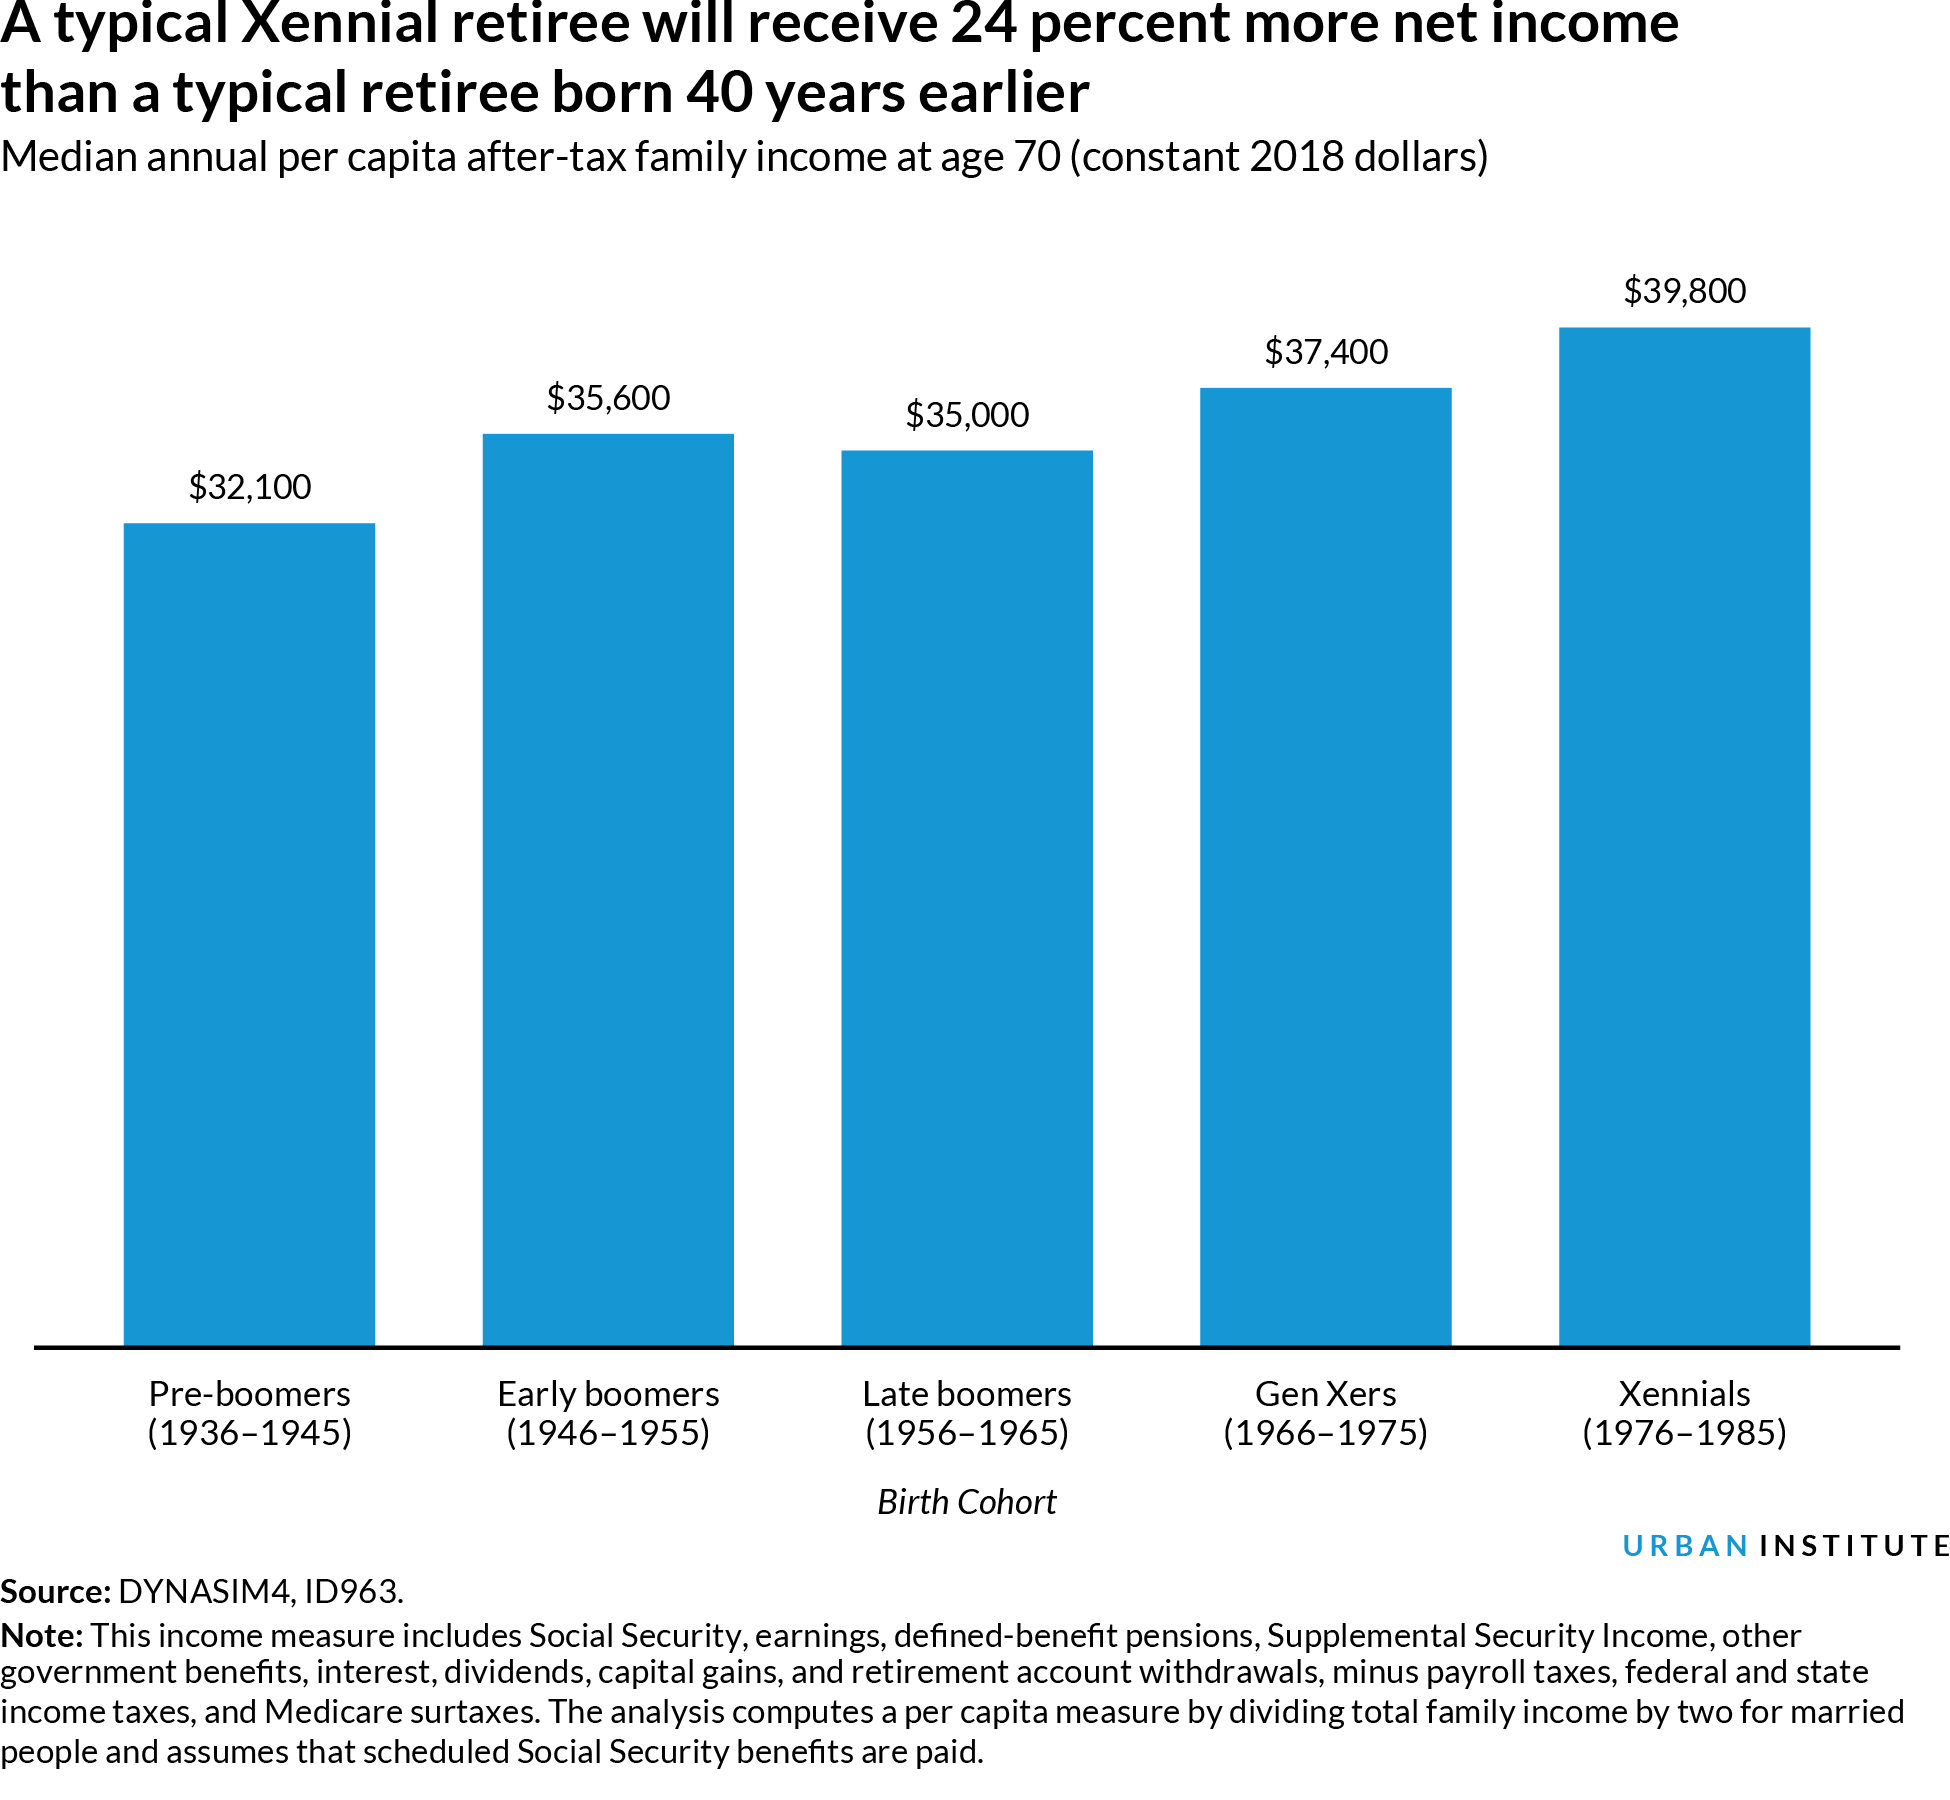 A typical Xennial retiree will receive 24 percent more net income
than a typical retiree born 40 years earlier
Median annual per capita after-tax family income at age 70 (constant 2018 dollars)
$32,100
$35,600
$35,000
$37,400
$39,800
Pre-boomers
(1936–1945)
Early boomers
(1946–1955)
Late boomers
(1956–1965)
Gen Xers
(1966–1975)
Xennials
(1976–1985)
Birth Cohort
URBAN INSTITUTE
Source: DYNASIM4, ID963.
Note: This income measure includes Social Security, earnings, defined-benefit pensions, Supplemental Security Income, other
government benefits, interest, dividends, capital gains, and retirement account withdrawals, minus payroll taxes, federal and state
income taxes, and Medicare surtaxes. The analysis computes a per capita measure by dividing total family income by two for married
people and assumes that scheduled Social Security benefits are paid.